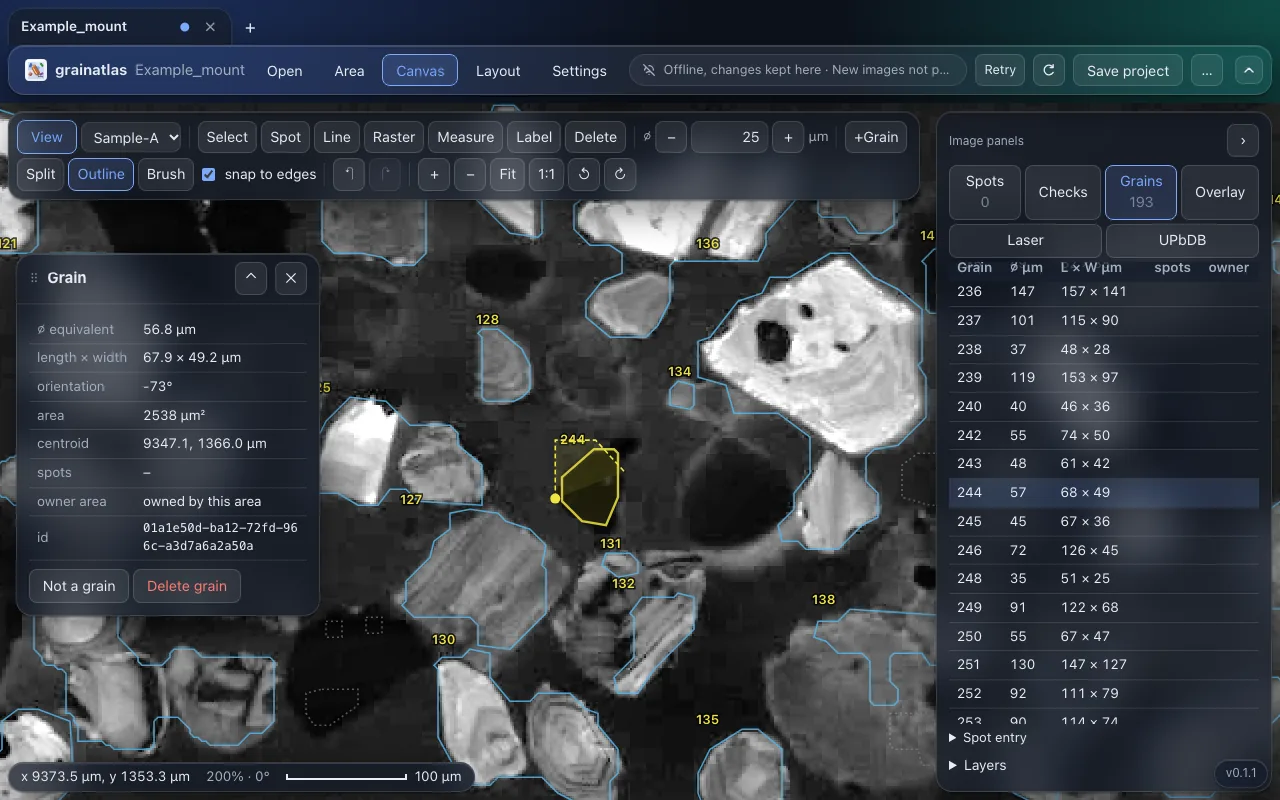 Example_mount
grainatlas Example_mount Open Area Canvas Layout Settings Offline, changes kept here · New images not p... Retry Save project ...
View Sample-A Select Spot Line Raster Measure Label Delete ø − 25 + µm +Grain
Split Outline Brush snap to edges + − Fit 1:1
Grain
ø equivalent 56.8 µm
length × width 67.9 × 49.2 µm
orientation -73°
area 2538 µm²
centroid 9347.1, 1366.0 µm
spots –
owner area owned by this area
id 01a1e50d-ba12-72fd-96
6c-a3d7a6a2a50a
Not a grain Delete grain
121
136
14
128
134
25
244
127
131
132
138
130
135
x 9373.5 µm, y 1353.3 µm 200% · 0° 100 µm
Image panels
Spots 0 Checks Grains 193 Overlay
Laser UPbDB
Grain ø µm L × W µm spots owner
236 147 157 × 141
237 101 115 × 90
238 37 48 × 28
239 119 153 × 97
240 40 46 × 36
242 55 74 × 50
243 48 61 × 42
244 57 68 × 49
245 45 67 × 36
246 72 126 × 45
248 35 51 × 25
249 91 122 × 68
250 55 67 × 47
251 130 147 × 127
252 92 111 × 79
253 90 114 × 74
Spot entry
Layers
v0.1.1